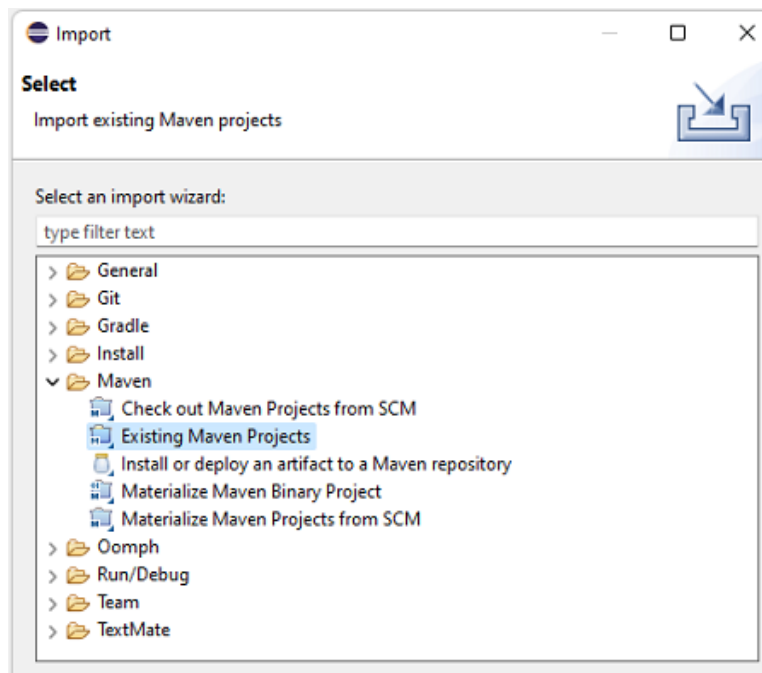 Import
Select
Import existing Maven projects
Select an import wizard:
type filter text
General
Git
Gradle
Install
Maven
Check out Maven Projects from SCM
Existing Maven Projects
Install or deploy an artifact to a Maven repository
Materialize Maven Binary Project
Materialize Maven Projects from SCM
Oomph
Run/Debug
Team
TextMate